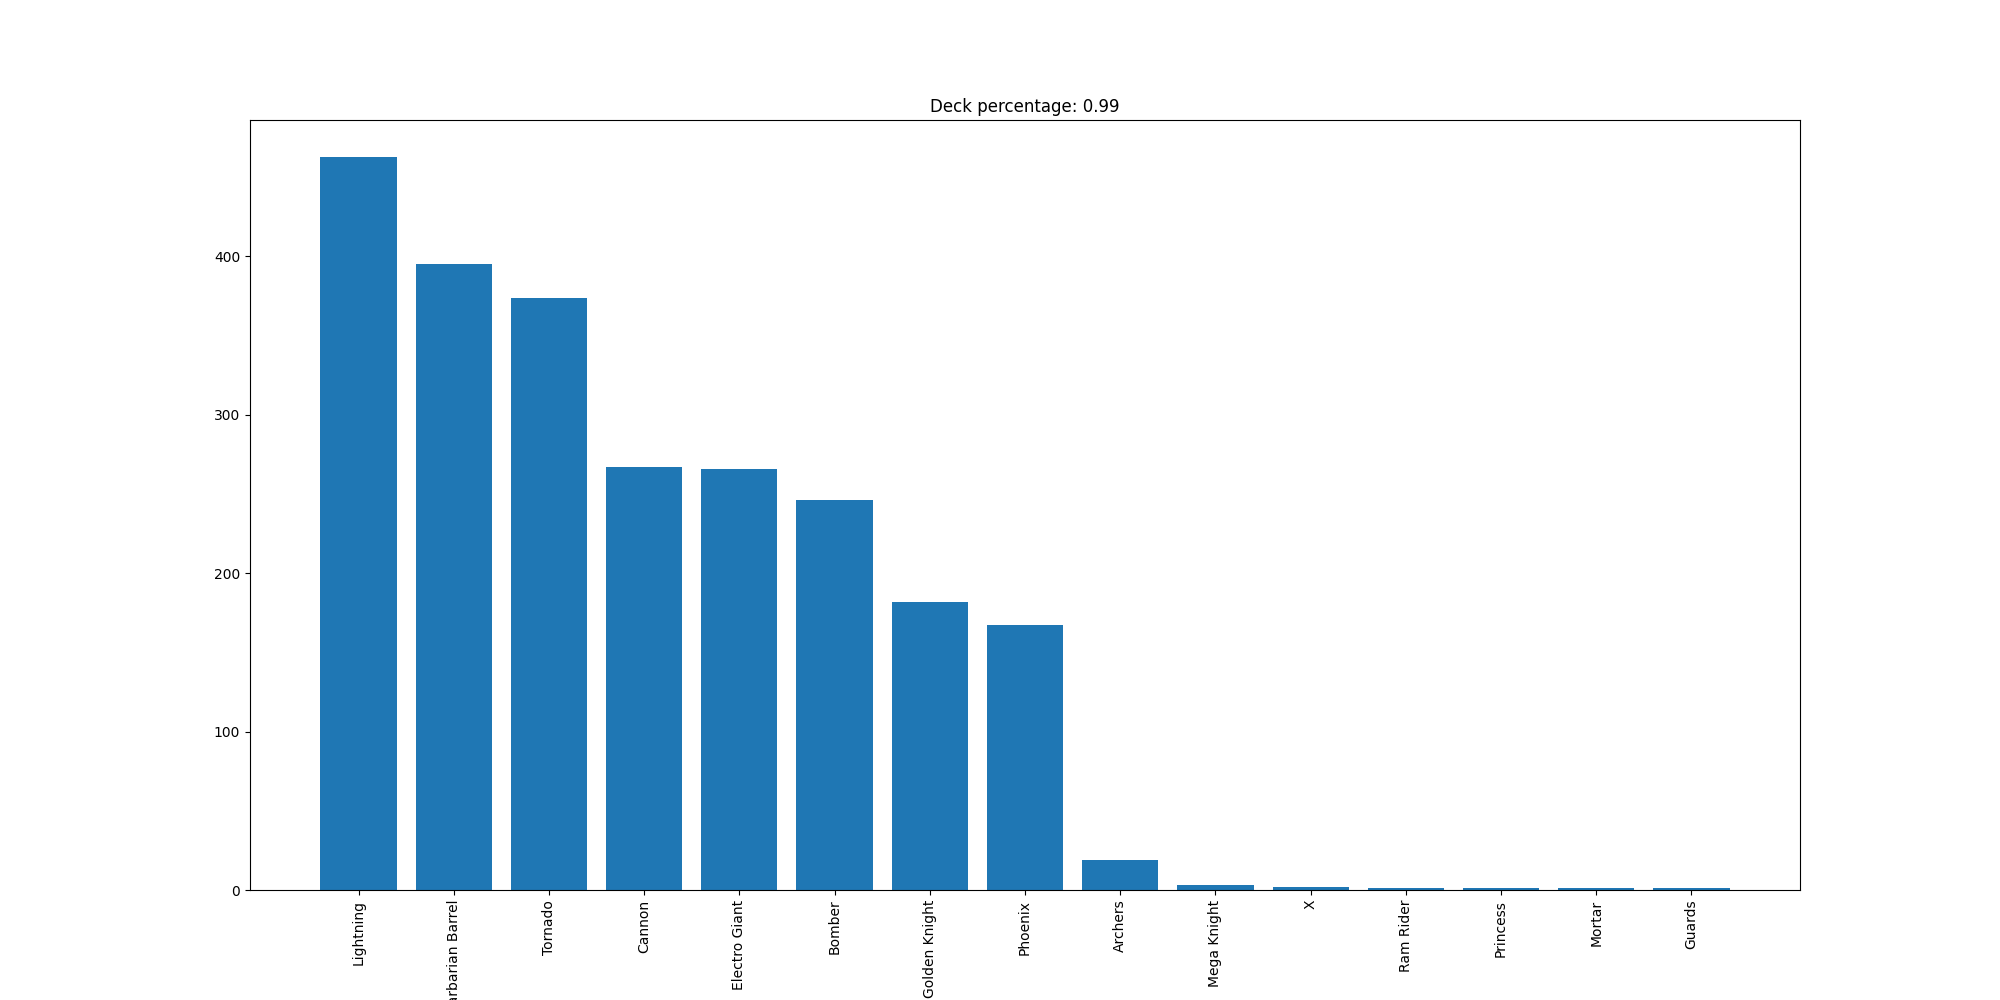 Deck percentage: 0.99
400
300
200
100
0
Lightning
arbarian Barrel
Tornado
Cannon
Electro Giant
Bomber
Golden Knight
Phoenix
Archers
Mega Knight
X
Ram Rider
Princess
Mortar
Guards